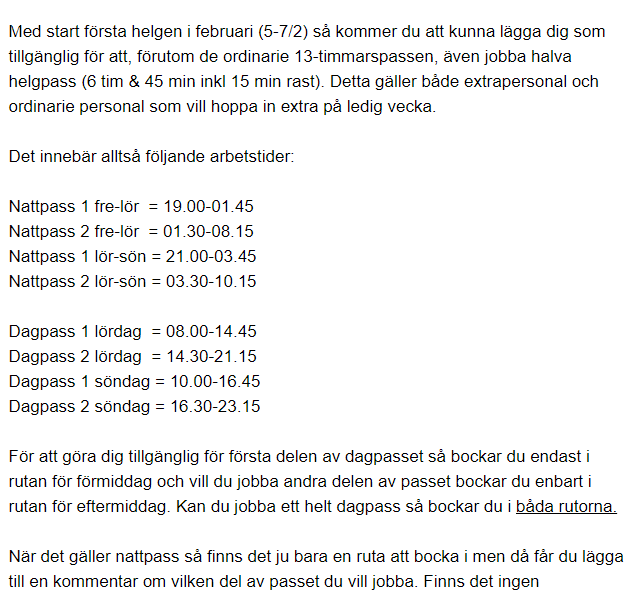 Med start första helgen i februari (5-7/2) så kommer du att kunna lägga dig som
tillgänglig för att, förutom de ordinarie 13-timmarspassen, även jobba halva
helgpass (6 tim & 45 min inkl 15 min rast). Detta gäller både extrapersonal och
ordinarie personal som vill hoppa in extra på ledig vecka.
Det innebär alltså följande arbetstider:
Nattpass 1 fre-lör = 19.00-01.45
Nattpass 2 fre-lör = 01.30-08.15
Nattpass 1 lör-sön = 21.00-03.45
Nattpass 2 lör-sön = 03.30-10.15
Dagpass 1 lördag = 08.00-14.45
Dagpass 2 lördag = 14.30-21.15
Dagpass 1 söndag = 10.00-16.45
Dagpass 2 söndag = 16.30-23.15
För att göra dig tillgänglig för första delen av dagpasset så bockar du endast i
rutan för förmiddag och vill du jobba andra delen av passet bockar du enbart i
rutan för eftermiddag. Kan du jobba ett helt dagpass så bockar du i båda rutorna.
När det gäller nattpass så finns det ju bara en ruta att bocka i men då får du lägga
till en kommentar om vilken del av passet du vill jobba. Finns det ingen